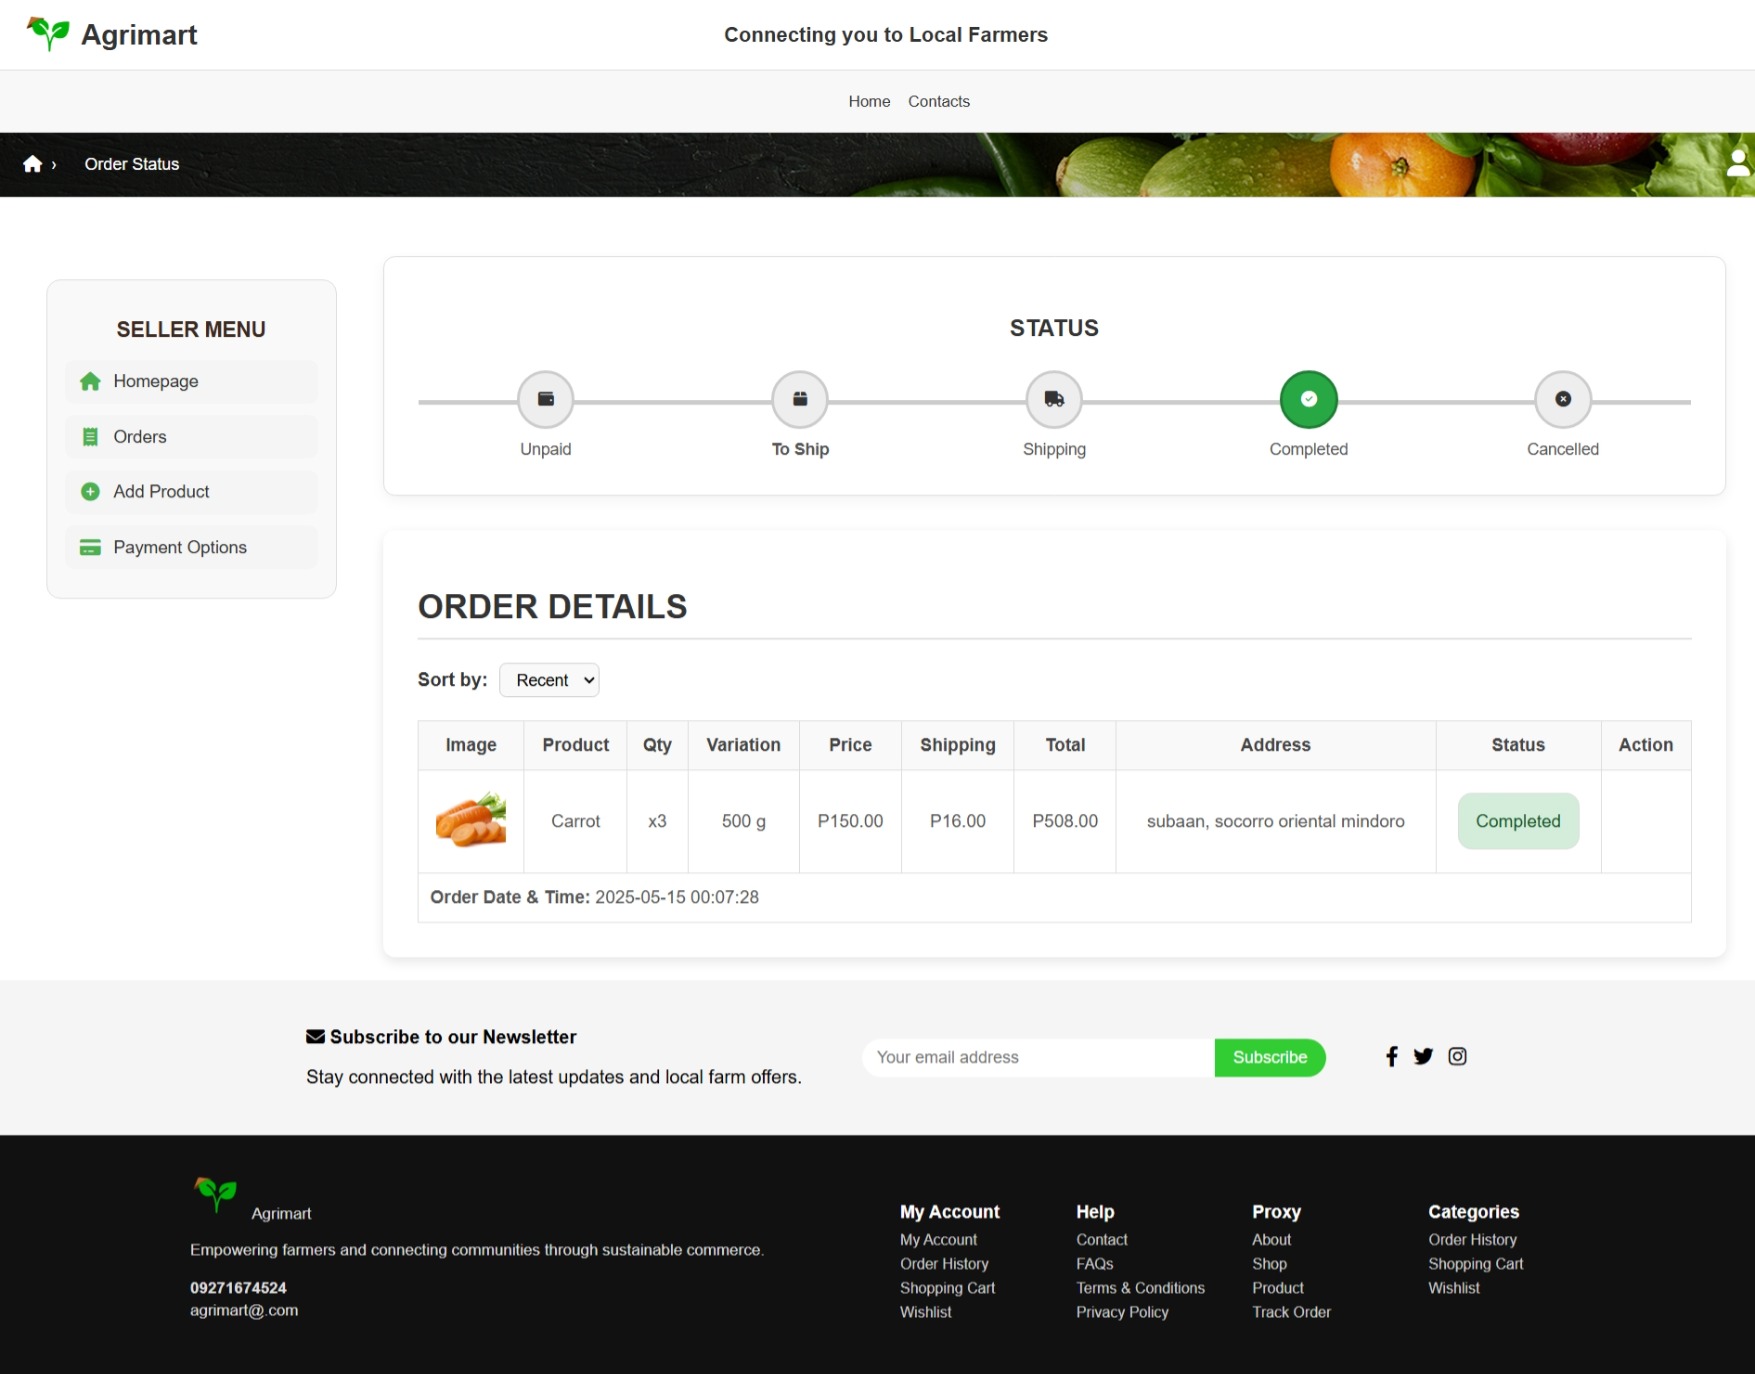 Agrimart
Connecting you to Local Farmers
Home Contacts
› Order Status
SELLER MENU
Homepage
Orders
Add Product
Payment Options
STATUS
Unpaid To Ship Shipping Completed Cancelled
ORDER DETAILS
Sort by: Recent
Image Product Qty Variation Price Shipping Total Address Status Action
Carrot x3 500 g P150.00 P16.00 P508.00 subaan, socorro oriental mindoro Completed
Order Date & Time: 2025-05-15 00:07:28
Subscribe to our Newsletter
Stay connected with the latest updates and local farm offers.
Your email address Subscribe
Agrimart
Empowering farmers and connecting communities through sustainable commerce.
09271674524
agrimart@.com
My Account
My Account
Order History
Shopping Cart
Wishlist
Help
Contact
FAQs
Terms & Conditions
Privacy Policy
Proxy
About
Shop
Product
Track Order
Categories
Order History
Shopping Cart
Wishlist